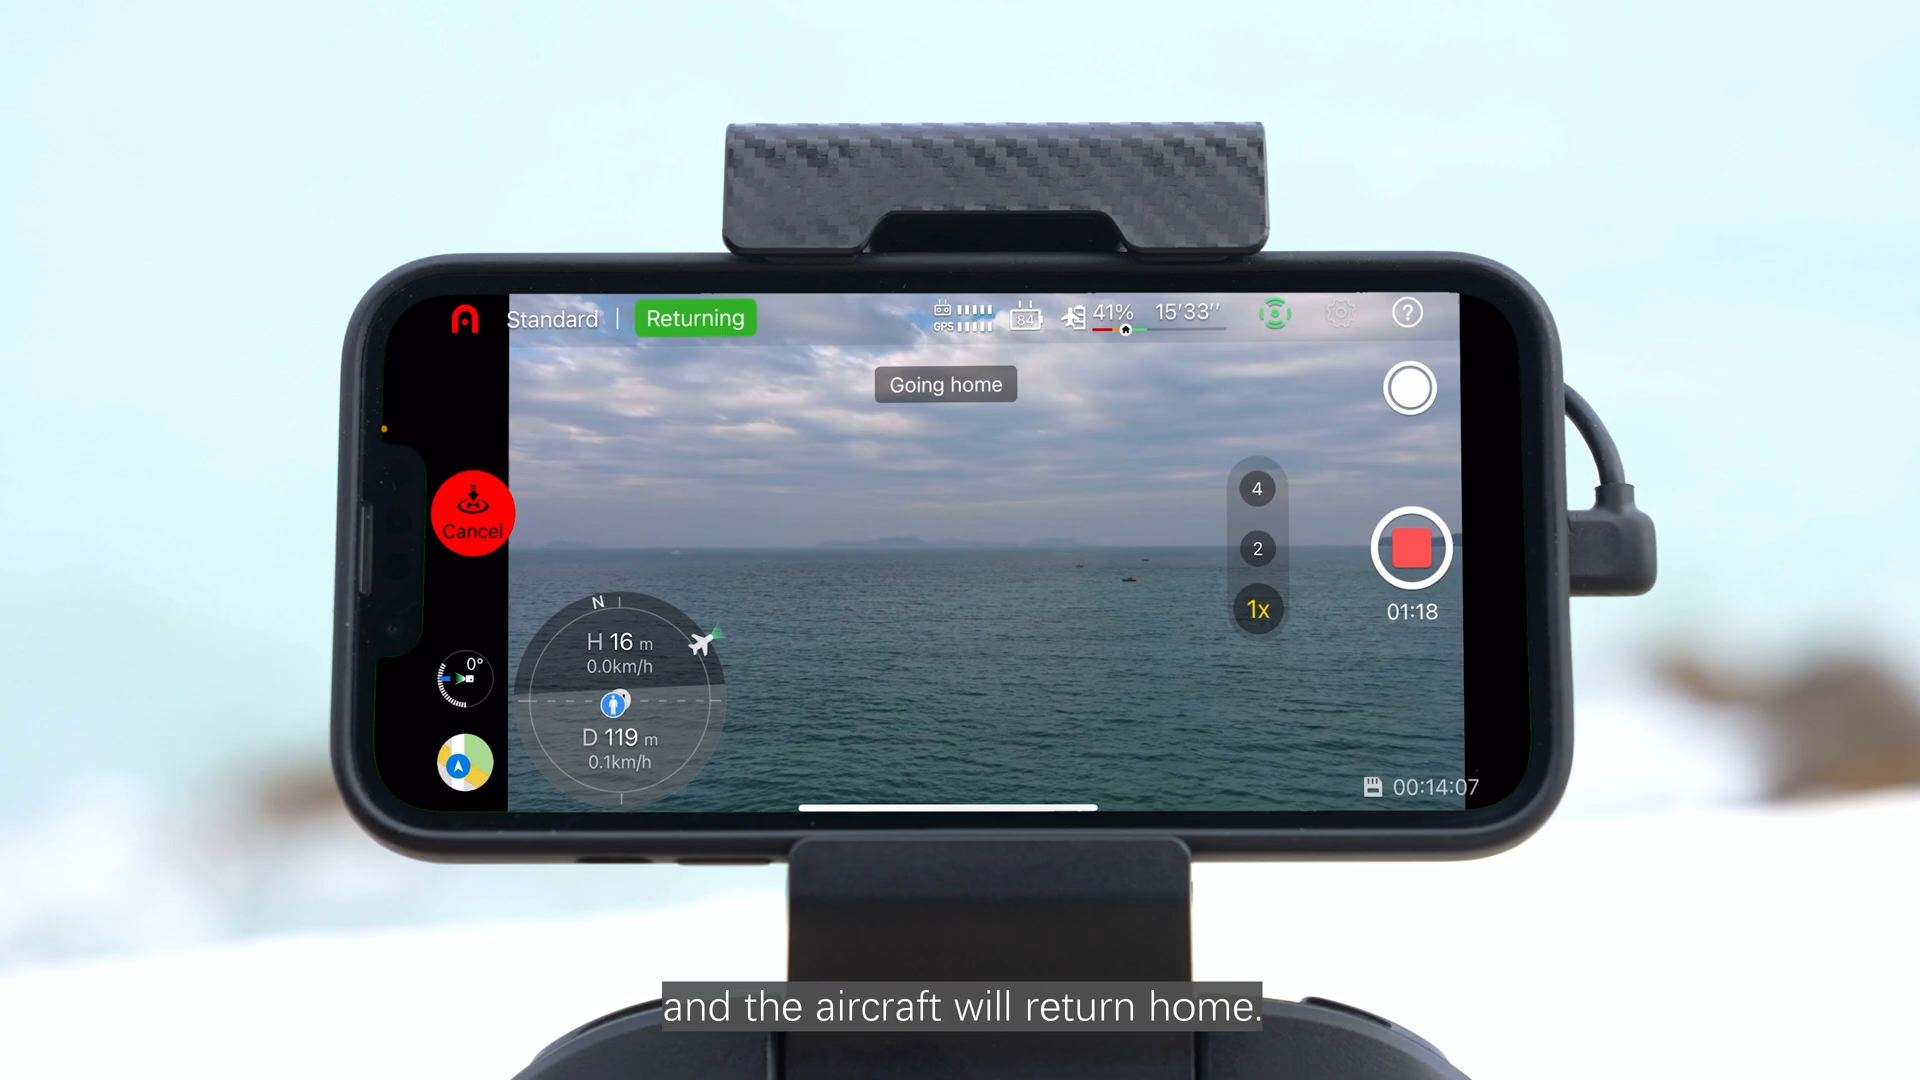 Standard | Returning
GPS
84
41%
15'33''
?
Going home
Cancel
4
2
1x
01:18
N
H 16 m
0.0km/h
0°
D 119 m
0.1km/h
00:14:07
and the aircraft will return home.